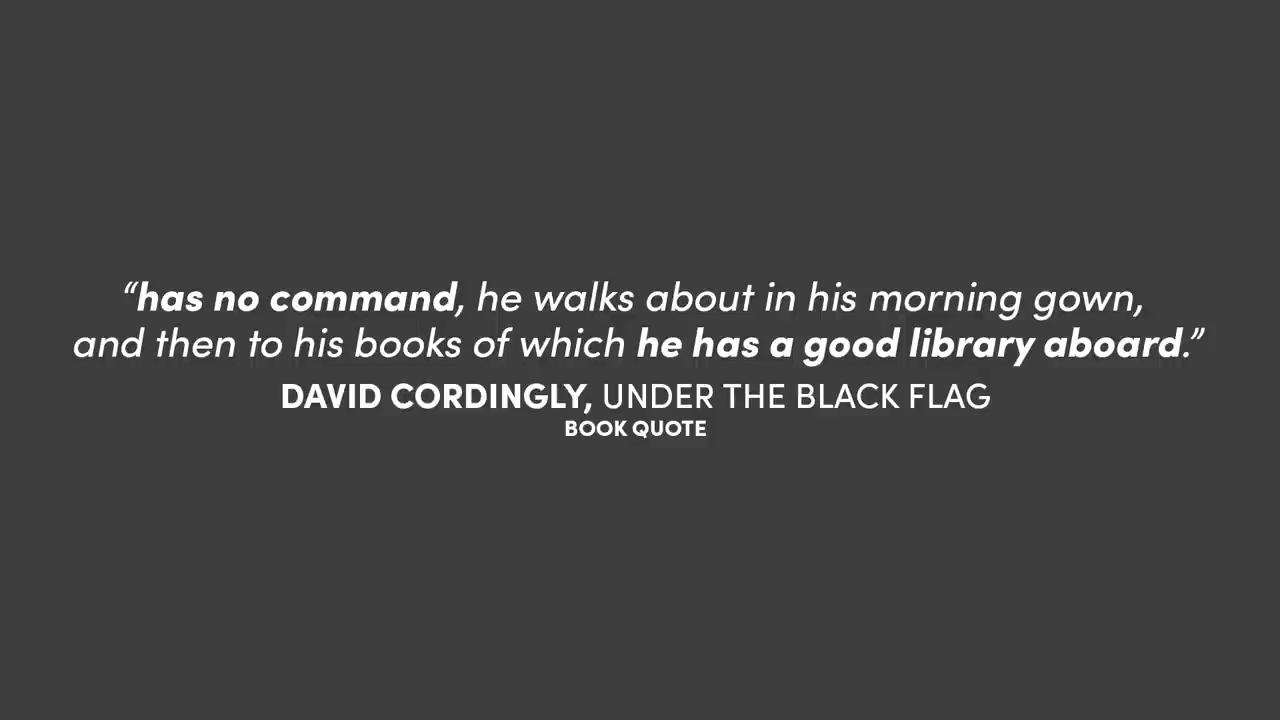 “has no command, he walks about in his morning gown,
and then to his books of which he has a good library aboard.”
DAVID CORDINGLY, UNDER THE BLACK FLAG
BOOK QUOTE